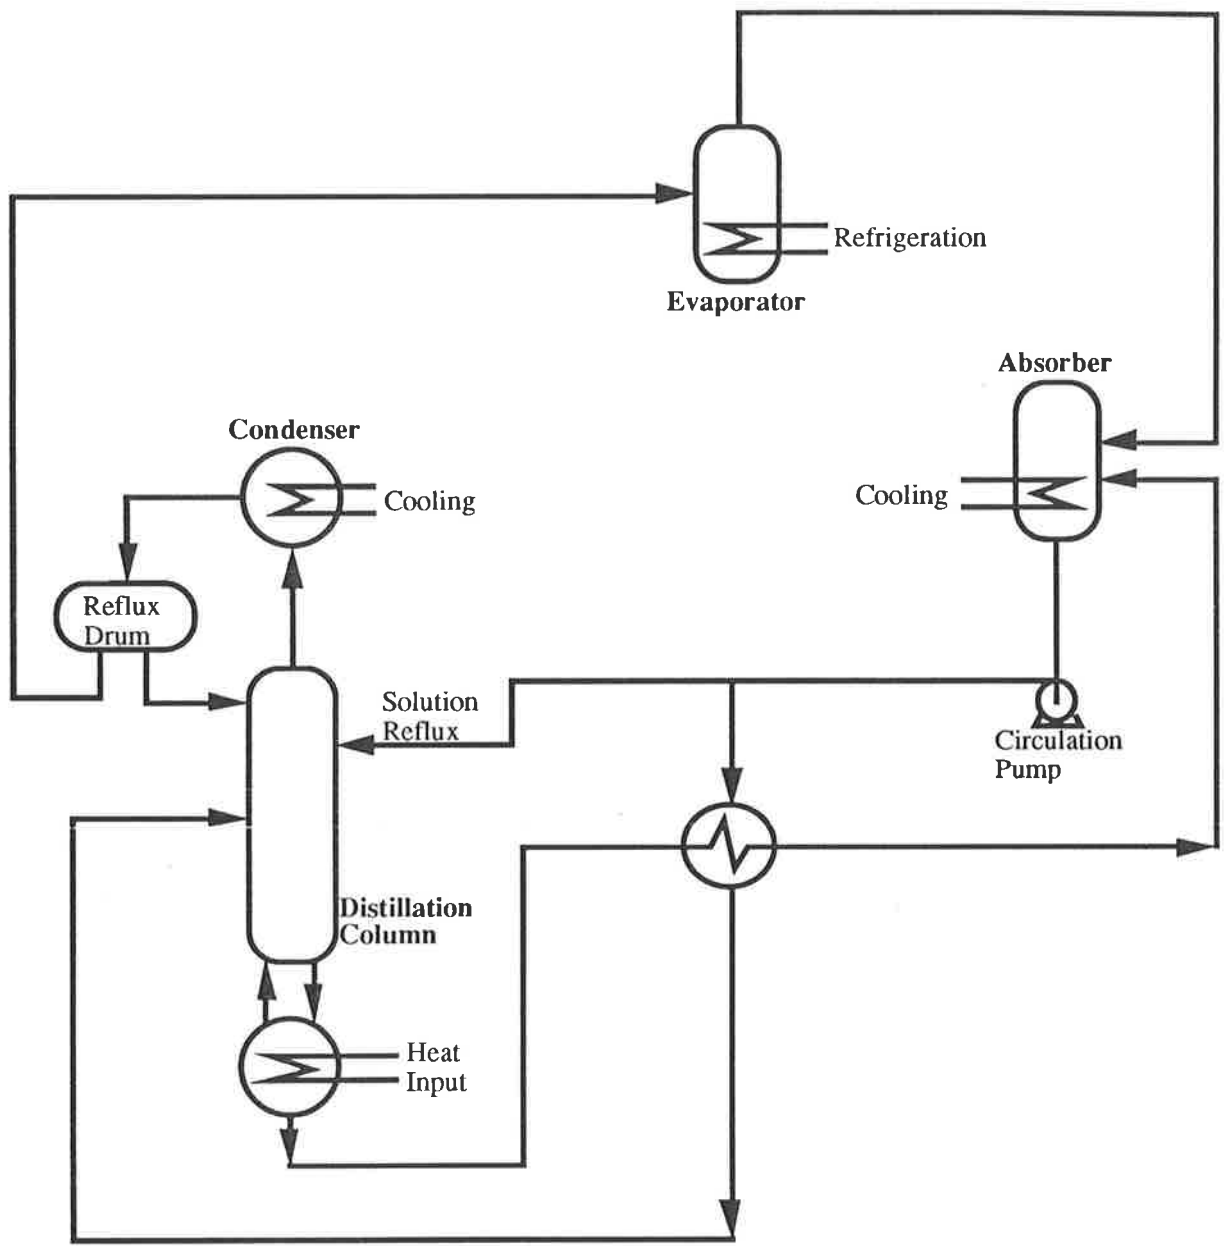 Refrigeration
Evaporator
Absorber
Condenser
Cooling
Cooling
Reflux
Drum
Solution
Reflux
Circulation
Pump
Distillation
Column
Heat
Input